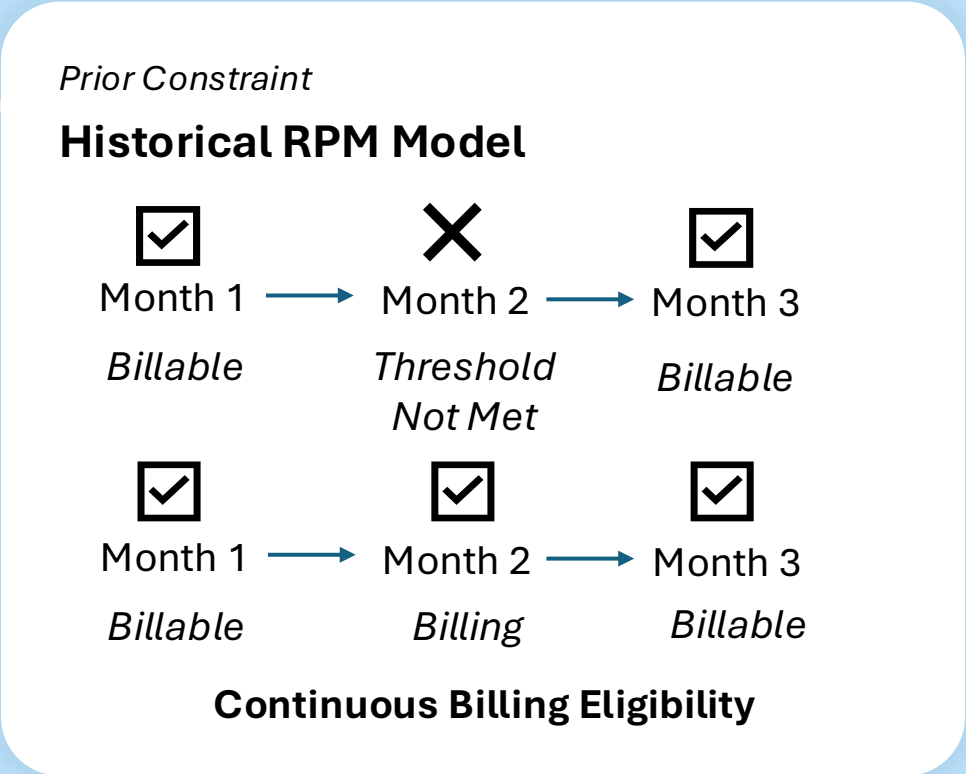 Prior Constraint
Historical RPM Model
Month 1
Month 2
Month 3
Billable
Threshold
Not Met
Billable
Month 1
Month 2
Month 3
Billable
Billing
Billable
Continuous Billing Eligibility